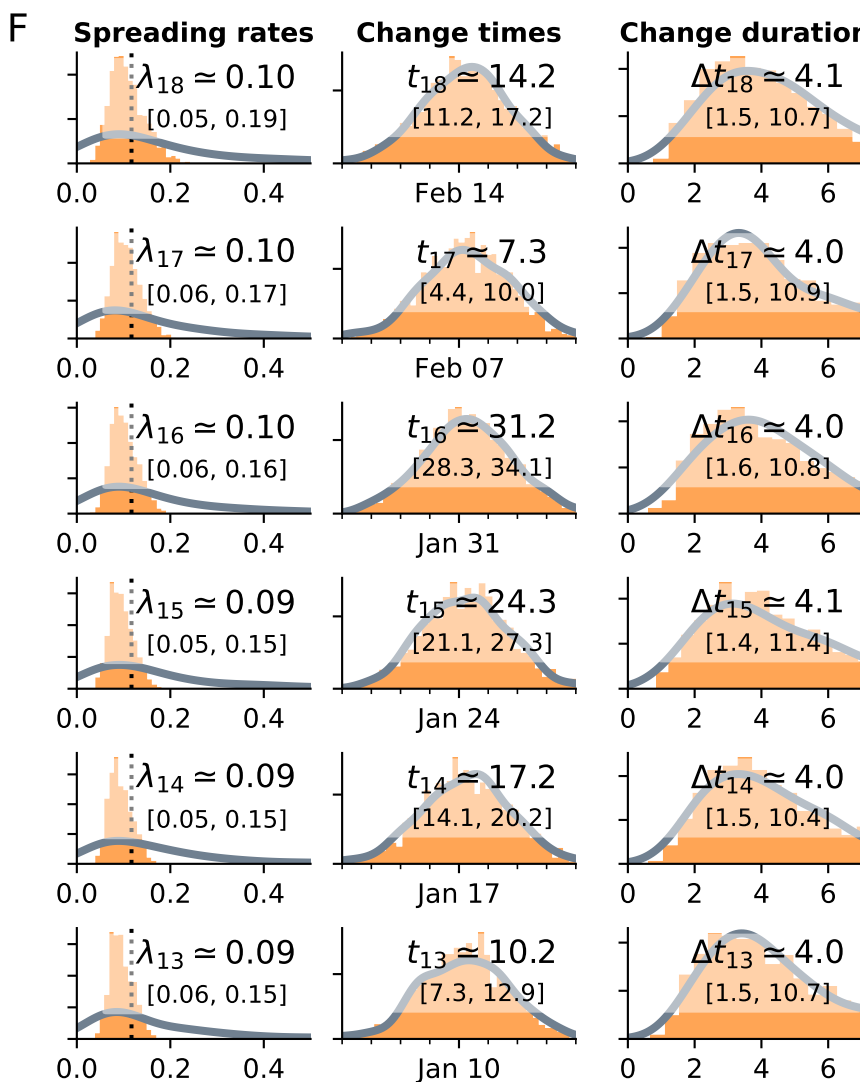 F
Spreading rates Change times Change duration
λ18 ≃ 0.10 t18 ≃ 14.2 Δt18 ≃ 4.1
[0.05, 0.19] [11.2, 17.2] [1.5, 10.7]
0.0 0.2 0.4 Feb 14 0 2 4 6
λ17 ≃ 0.10 t17 ≃ 7.3 Δt17 ≃ 4.0
[0.06, 0.17] [4.4, 10.0] [1.5, 10.9]
0.0 0.2 0.4 Feb 07 0 2 4 6
λ16 ≃ 0.10 t16 ≃ 31.2 Δt16 ≃ 4.0
[0.06, 0.16] [28.3, 34.1] [1.6, 10.8]
0.0 0.2 0.4 Jan 31 0 2 4 6
λ15 ≃ 0.09 t15 ≃ 24.3 Δt15 ≃ 4.1
[0.05, 0.15] [21.1, 27.3] [1.4, 11.4]
0.0 0.2 0.4 Jan 24 0 2 4 6
λ14 ≃ 0.09 t14 ≃ 17.2 Δt14 ≃ 4.0
[0.05, 0.15] [14.1, 20.2] [1.5, 10.4]
0.0 0.2 0.4 Jan 17 0 2 4 6
λ13 ≃ 0.09 t13 ≃ 10.2 Δt13 ≃ 4.0
[0.06, 0.15] [7.3, 12.9] [1.5, 10.7]
0.0 0.2 0.4 Jan 10 0 2 4 6